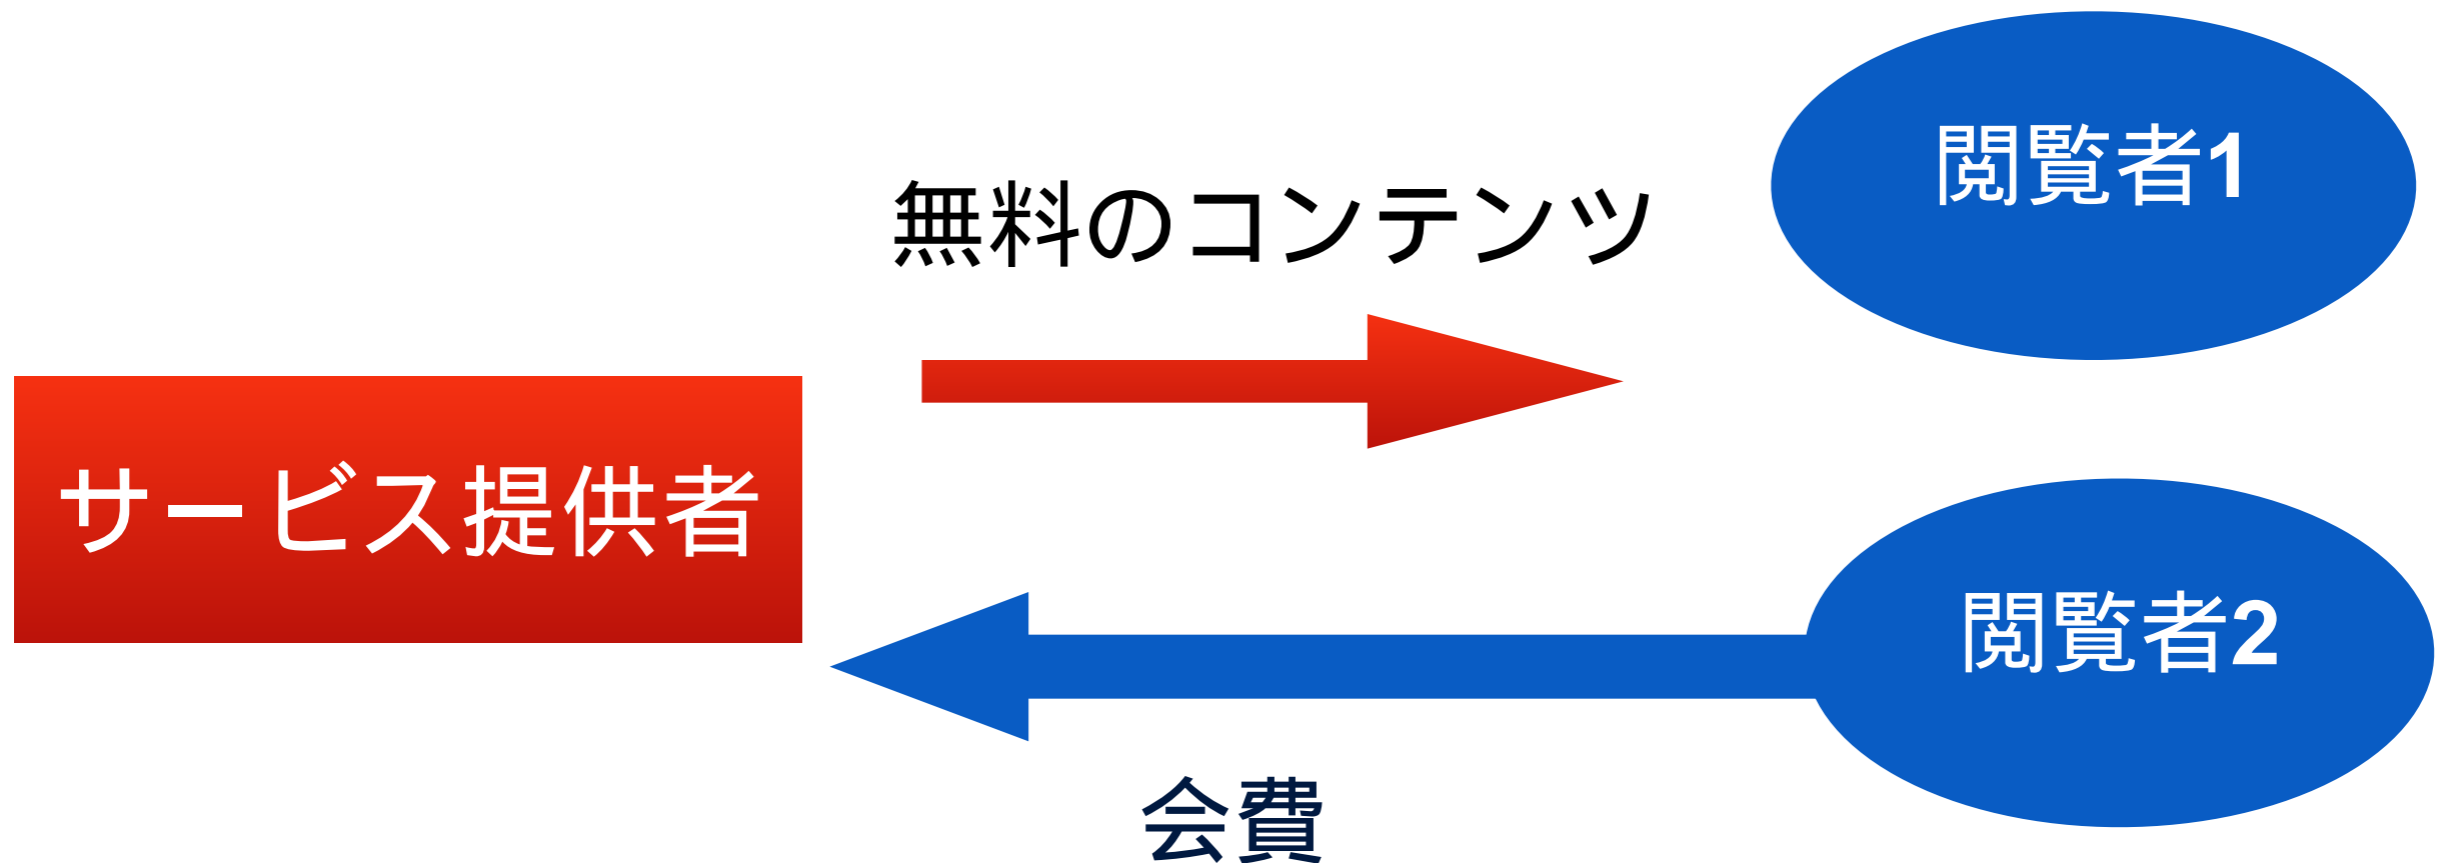 閲覧者1
無料のコンテンツ
サービス提供者
閲覧者2
会費